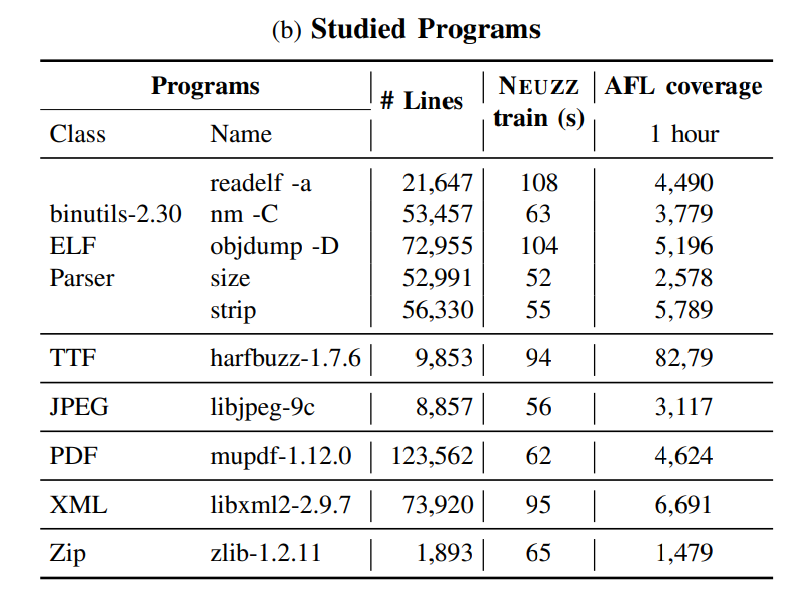 (b) Studied Programs
Programs # Lines NEUZZ train (s) AFL coverage
Class Name 1 hour
readelf -a 21,647 108 4,490
binutils-2.30 nm -C 53,457 63 3,779
ELF objdump -D 72,955 104 5,196
Parser size 52,991 52 2,578
strip 56,330 55 5,789
TTF harfbuzz-1.7.6 9,853 94 82,79
JPEG libjpeg-9c 8,857 56 3,117
PDF mupdf-1.12.0 123,562 62 4,624
XML libxml2-2.9.7 73,920 95 6,691
Zip zlib-1.2.11 1,893 65 1,479